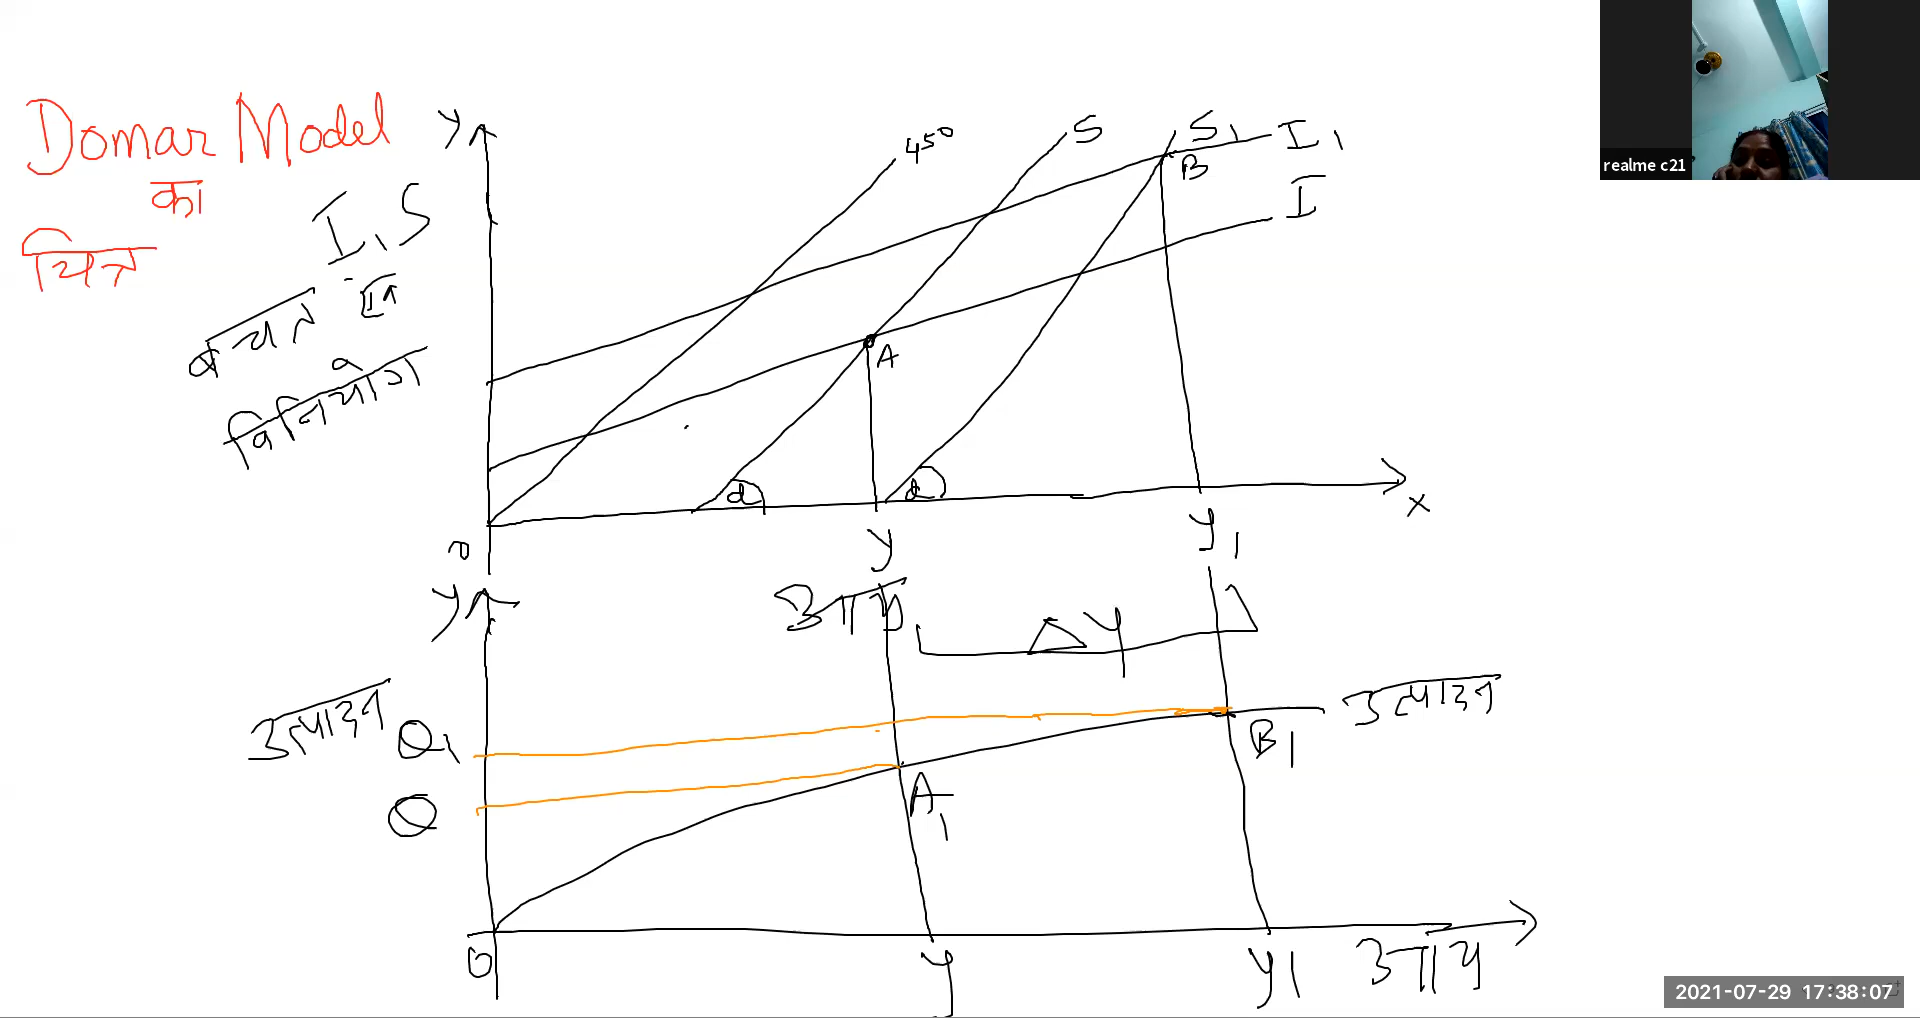 Domar Model
का
चित्र
I, S
बचत एवं
विनियोग
y
45°
S
S1
I1
B
I
A
α
α
x
o
y
y1
आय
ΔY
y
उत्पादन
Q1
Q
उत्पादन
B1
A1
O
y
y1
आय
realme c21
2021-07-29 17:38:07